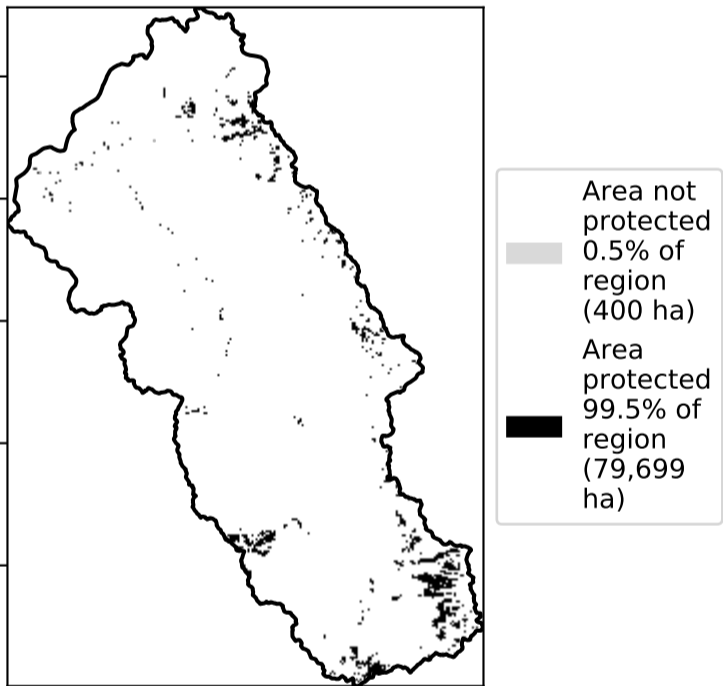 Area not
protected
0.5% of
region
(400 ha)
Area
protected
99.5% of
region
(79,699
ha)